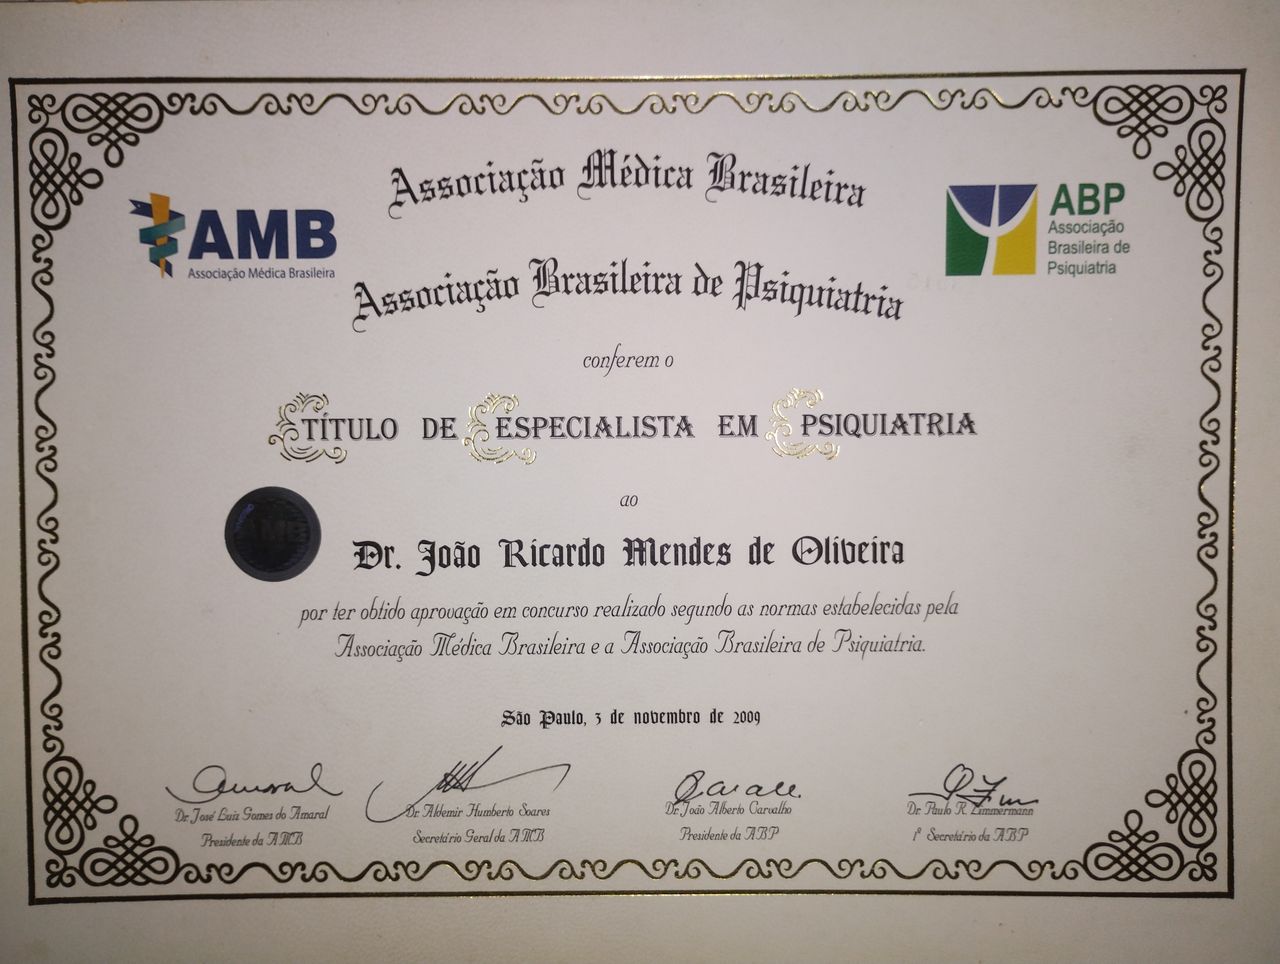 Associação Médica Brasileira
AMB
Associação Médica Brasileira
ABP
Associação
Brasileira de
Psiquiatria
Associação Brasileira de Psiquiatria
conferem o
TÍTULO DE ESPECIALISTA EM PSIQUIATRIA
ao
AMB
Dr. João Ricardo Mendes de Oliveira
por ter obtido aprovação em concurso realizado segundo as normas estabelecidas pela
Associação Médica Brasileira e a Associação Brasileira de Psiquiatria.
São Paulo, 3 de novembro de 2009
Dr. José Luiz Gomes do Amaral
Presidente da AMB
Dr. Aldemir Humberto Soares
Secretário Geral da AMB
Dr. João Alberto Carvalho
Presidente da ABP
Dr. Paulo R. Zimmermann
1º Secretário da ABP